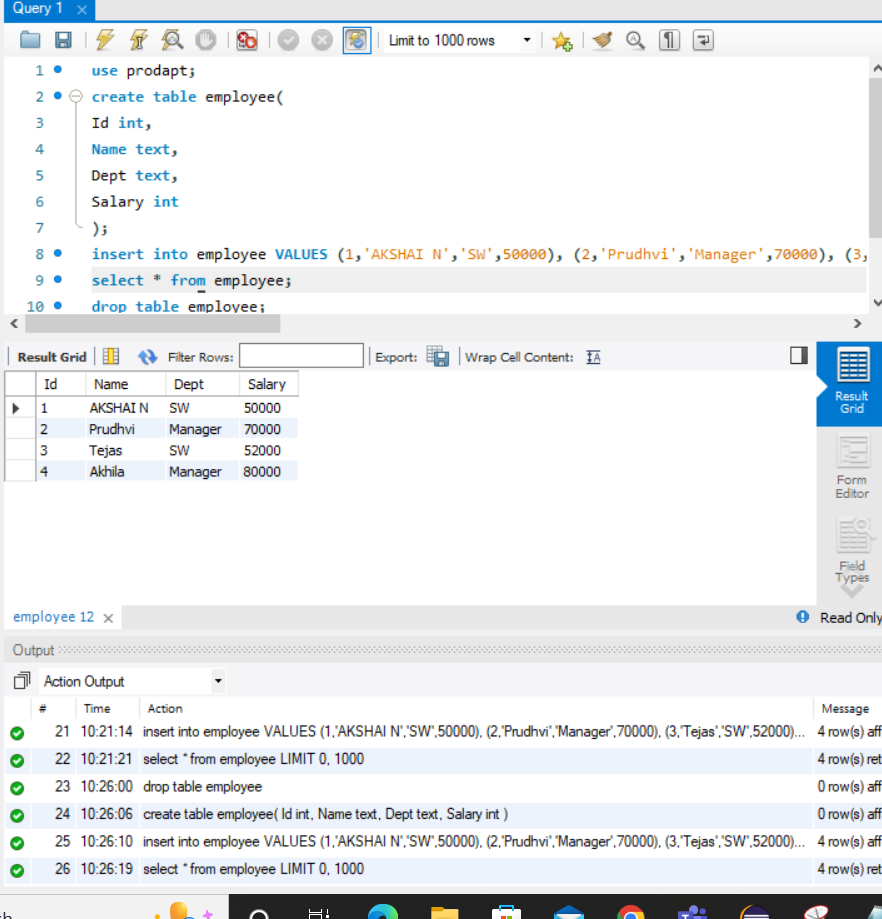 Query 1
Limit to 1000 rows
1 use prodapt;
2 create table employee(
3 Id int,
4 Name text,
5 Dept text,
6 Salary int
7 );
8 insert into employee VALUES (1,'AKSHAI N','SW',50000), (2,'Prudhvi','Manager',70000), (3,
9 select * from employee;
10 drop table employee;
Result Grid Filter Rows: Export: Wrap Cell Content:
Id Name Dept Salary
1 AKSHAI N SW 50000
2 Prudhvi Manager 70000
3 Tejas SW 52000
4 Akhila Manager 80000
Result
Grid
Form
Editor
Field
Types
employee 12 Read Only
Output
Action Output
# Time Action Message
21 10:21:14 insert into employee VALUES (1,'AKSHAI N','SW',50000), (2,'Prudhvi','Manager',70000), (3,'Tejas','SW',52000)... 4 row(s) aff
22 10:21:21 select * from employee LIMIT 0, 1000 4 row(s) ret
23 10:26:00 drop table employee 0 row(s) aff
24 10:26:06 create table employee( Id int, Name text, Dept text, Salary int ) 0 row(s) aff
25 10:26:10 insert into employee VALUES (1,'AKSHAI N','SW',50000), (2,'Prudhvi','Manager',70000), (3,'Tejas','SW',52000)... 4 row(s) aff
26 10:26:19 select * from employee LIMIT 0, 1000 4 row(s) ret